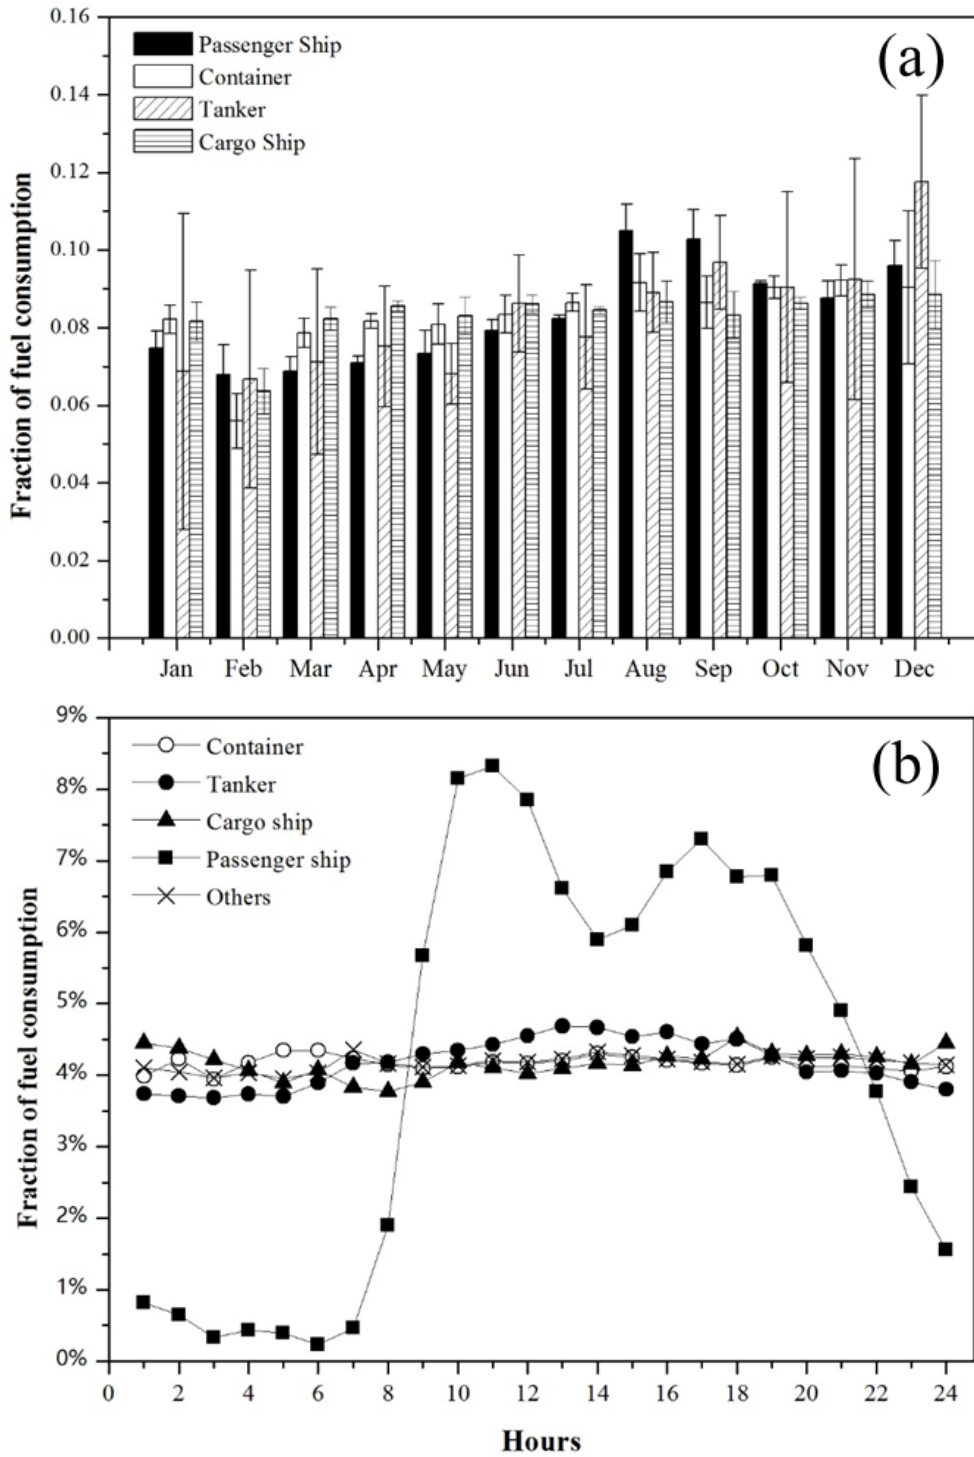 0.16
0.14
0.12
0.10
0.08
0.06
0.04
0.02
0.00
Fraction of fuel consumption
Passenger Ship
Container
Tanker
Cargo Ship
(a)
Jan Feb Mar Apr May Jun Jul Aug Sep Oct Nov Dec
9%
8%
7%
6%
5%
4%
3%
2%
1%
0%
Fraction of fuel consumption
Container
Tanker
Cargo ship
Passenger ship
Others
(b)
0 2 4 6 8 10 12 14 16 18 20 22 24
Hours